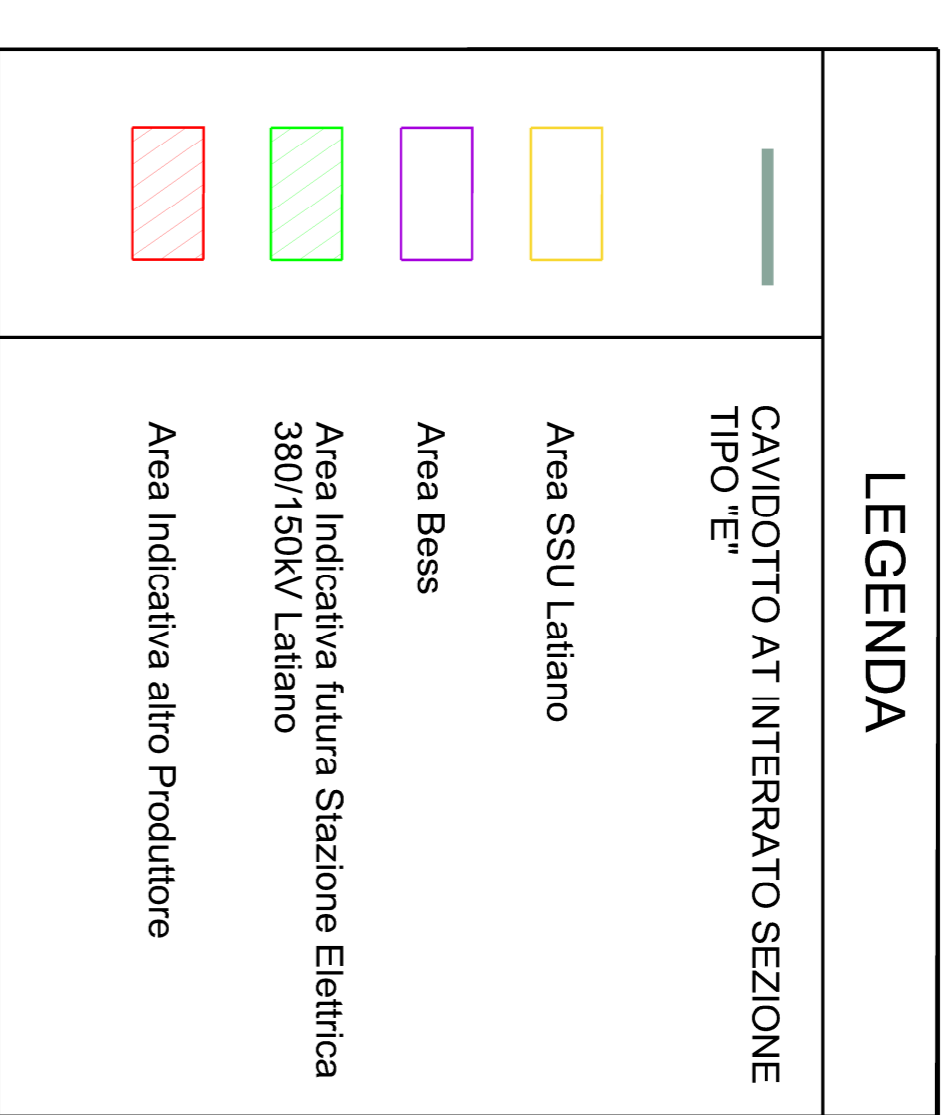 LEGENDA
CAVIDOTTO AT INTERRATO SEZIONE
TIPO "E"
Area SSU Latiano
Area Bess
Area Indicativa futura Stazione Elettrica
380/150kV Latiano
Area Indicativa altro Produttore